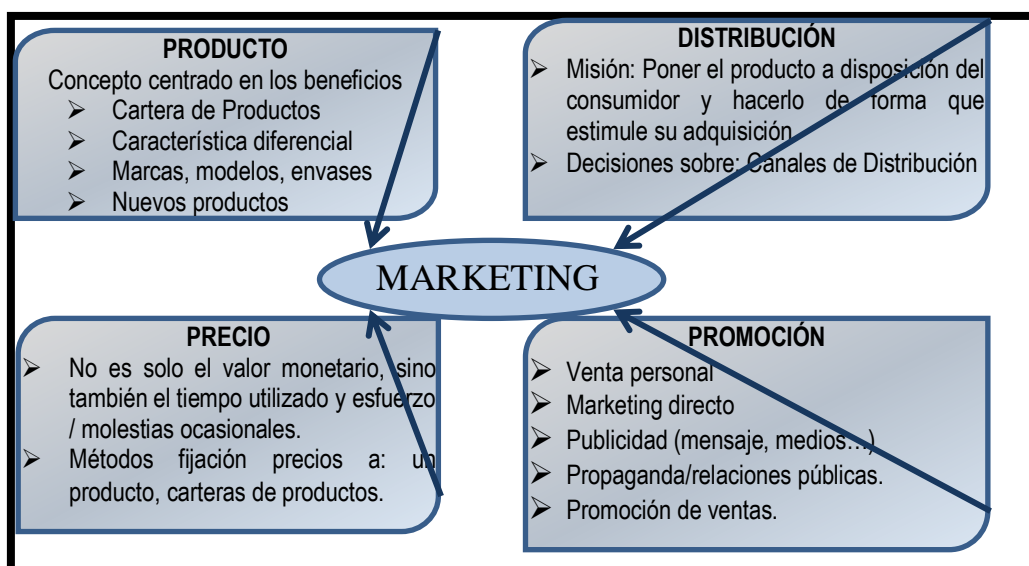 PRODUCTO
Concepto centrado en los beneficios
➢ Cartera de Productos
➢ Característica diferencial
➢ Marcas, modelos, envases
➢ Nuevos productos
DISTRIBUCIÓN
➢ Misión: Poner el producto a disposición del
consumidor y hacerlo de forma que
estimule su adquisición
➢ Decisiones sobre: Canales de Distribución
MARKETING
PRECIO
➢ No es solo el valor monetario, sino
también el tiempo utilizado y esfuerzo
/ molestias ocasionales.
➢ Métodos fijación precios a: un
producto, carteras de productos.
PROMOCIÓN
➢ Venta personal
➢ Marketing directo
➢ Publicidad (mensaje, medios…)
➢ Propaganda/relaciones públicas.
➢ Promoción de ventas.